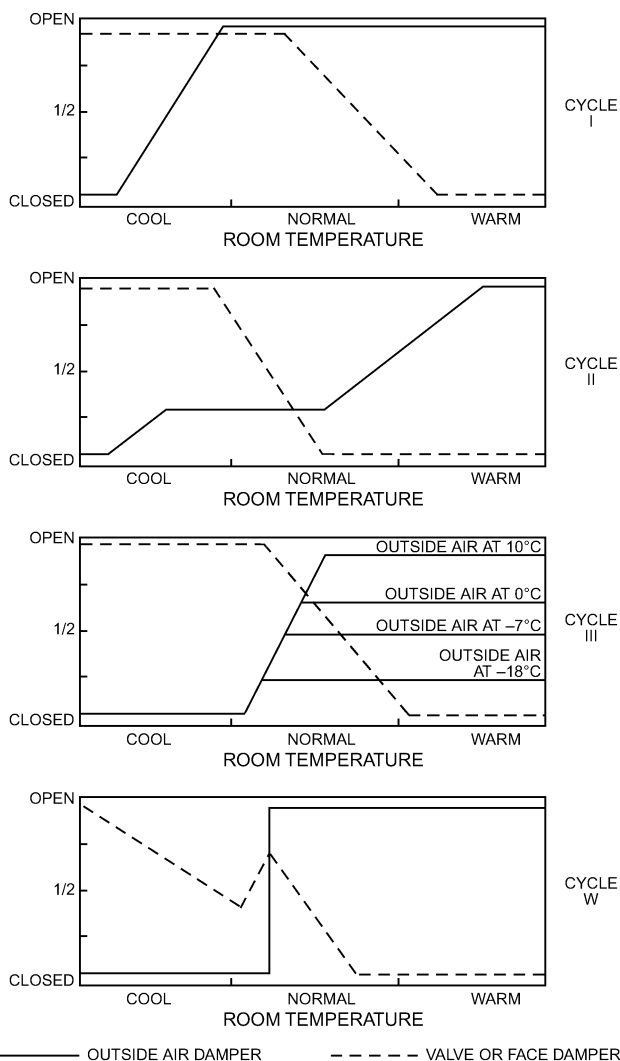 OPEN
1/2
CLOSED
COOL NORMAL WARM
ROOM TEMPERATURE
CYCLE
I
OPEN
1/2
CLOSED
COOL NORMAL WARM
ROOM TEMPERATURE
CYCLE
II
OPEN
1/2
CLOSED
OUTSIDE AIR AT 10°C
OUTSIDE AIR AT 0°C
OUTSIDE AIR AT –7°C
OUTSIDE AIR
AT –18°C
COOL NORMAL WARM
ROOM TEMPERATURE
CYCLE
III
OPEN
1/2
CLOSED
COOL NORMAL WARM
ROOM TEMPERATURE
CYCLE
W
OUTSIDE AIR DAMPER
VALVE OR FACE DAMPER